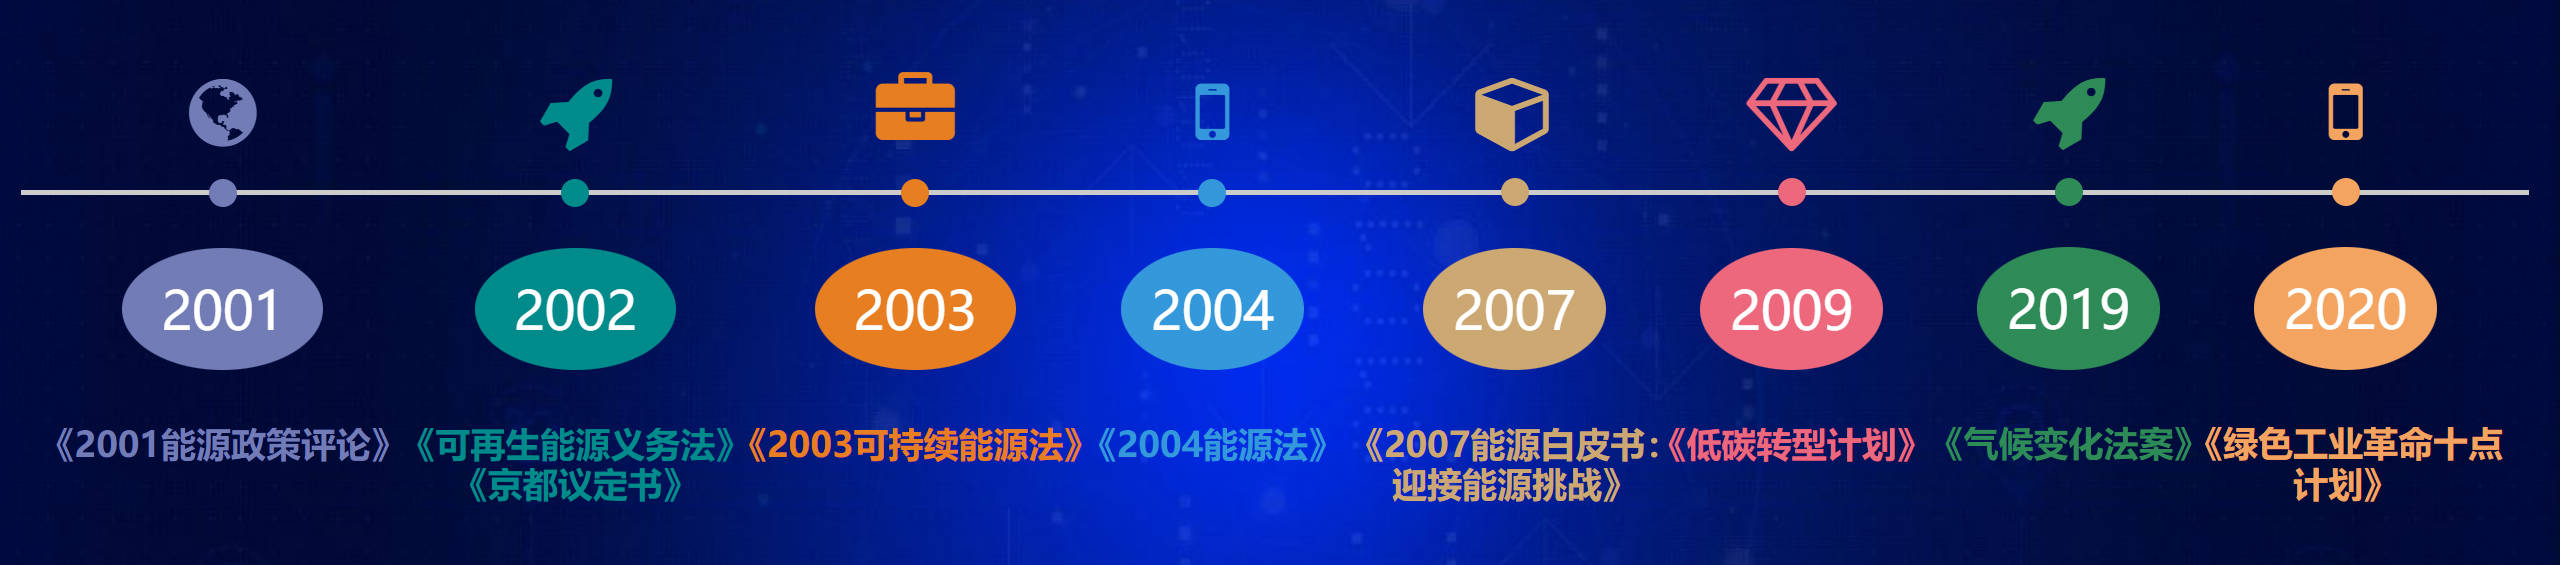 2001
2002
2003
2004
2007
2009
2019
2020
《2001能源政策评论》
《可再生能源义务法》
《京都议定书》
《2003可持续能源法》
《2004能源法》
《2007能源白皮书：
迎接能源挑战》
《低碳转型计划》
《气候变化法案》
《绿色工业革命十点
计划》